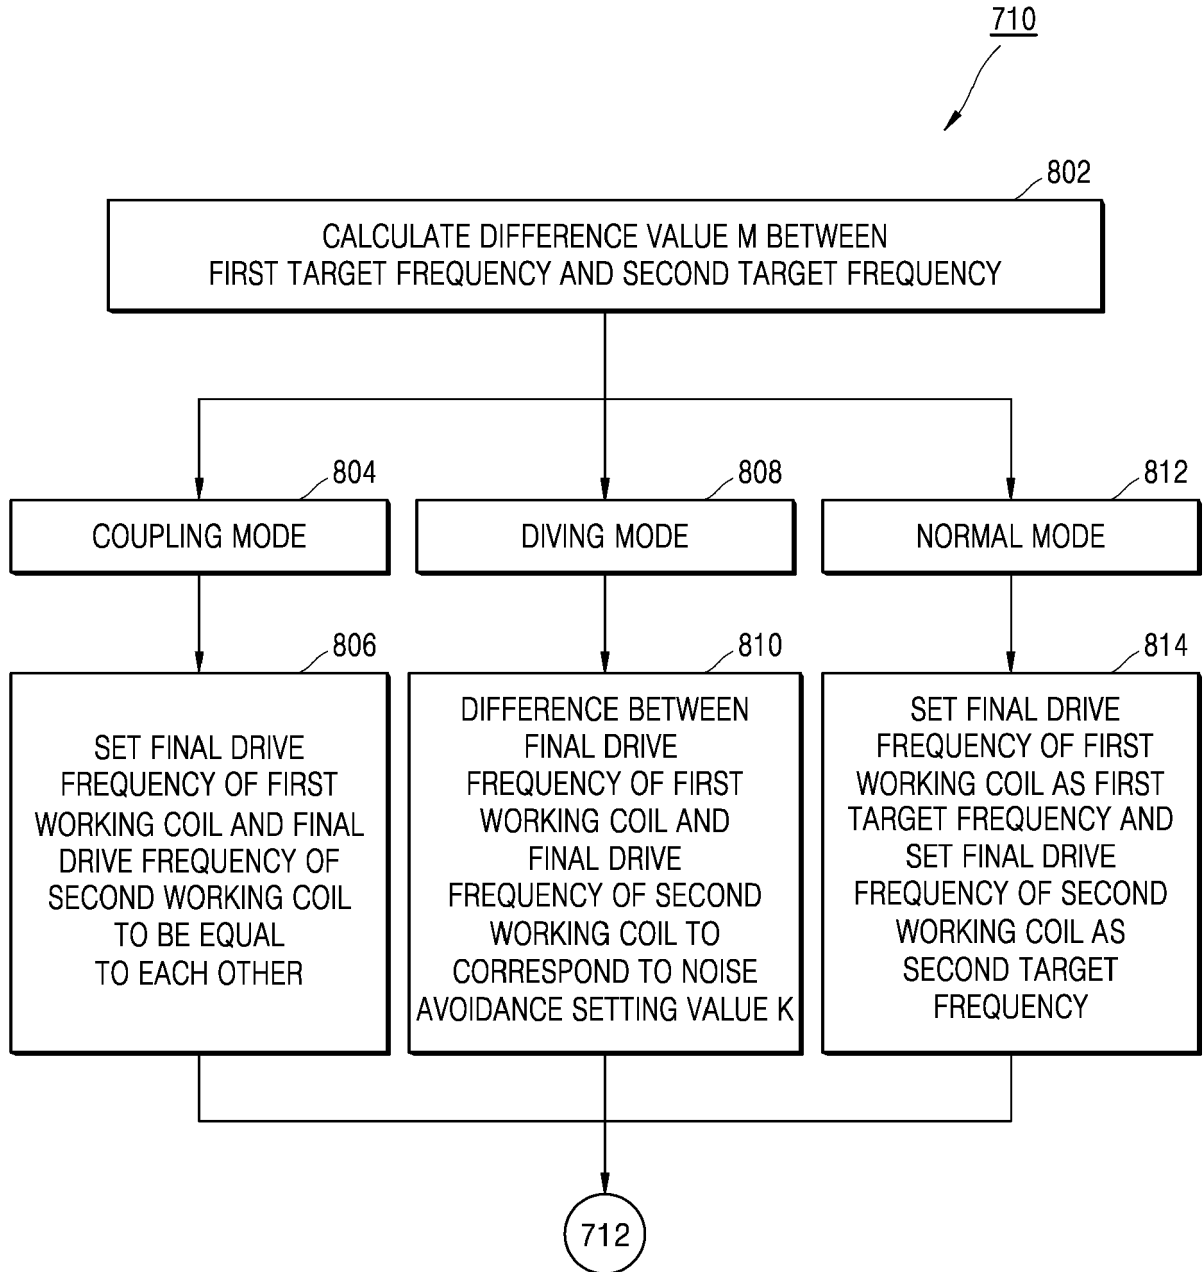 710
802
CALCULATE DIFFERENCE VALUE M BETWEEN
FIRST TARGET FREQUENCY AND SECOND TARGET FREQUENCY
804
COUPLING MODE
808
DIVING MODE
812
NORMAL MODE
806
SET FINAL DRIVE
FREQUENCY OF FIRST
WORKING COIL AND FINAL
DRIVE FREQUENCY OF
SECOND WORKING COIL
TO BE EQUAL
TO EACH OTHER
810
DIFFERENCE BETWEEN
FINAL DRIVE
FREQUENCY OF FIRST
WORKING COIL AND
FINAL DRIVE
FREQUENCY OF SECOND
WORKING COIL TO
CORRESPOND TO NOISE
AVOIDANCE SETTING VALUE K
814
SET FINAL DRIVE
FREQUENCY OF FIRST
WORKING COIL AS FIRST
TARGET FREQUENCY AND
SET FINAL DRIVE
FREQUENCY OF SECOND
WORKING COIL AS
SECOND TARGET
FREQUENCY
712